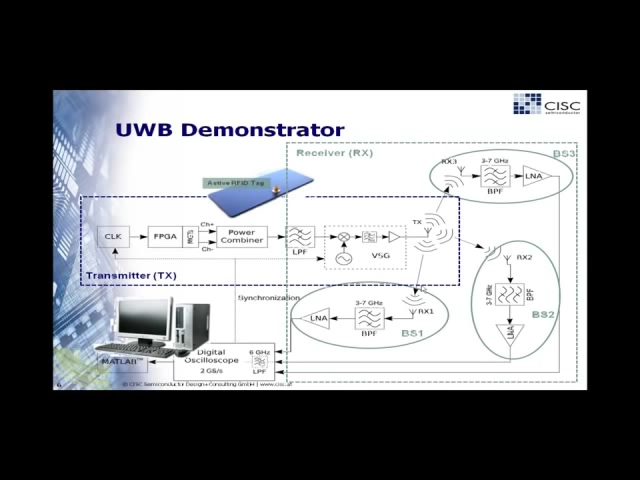 CISC
semiconductor
UWB Demonstrator
Receiver (RX)
BS3
RX3
3-7 GHz
BPF
LNA
Active RFID Tag
TX
CLK
FPGA
Ch+
Ch-
Power
Combiner
LPF
VSG
Transmitter (TX)
RX2
3-7 GHz
BPF
LNA
BS2
Synchronization
3-7 GHz
LNA
BPF
RX1
BS1
MATLAB™
Digital
Oscilloscope
2 GS/s
6 GHz
LPF
© CISC Semiconductor Design+Consulting GmbH | www.cisc.at